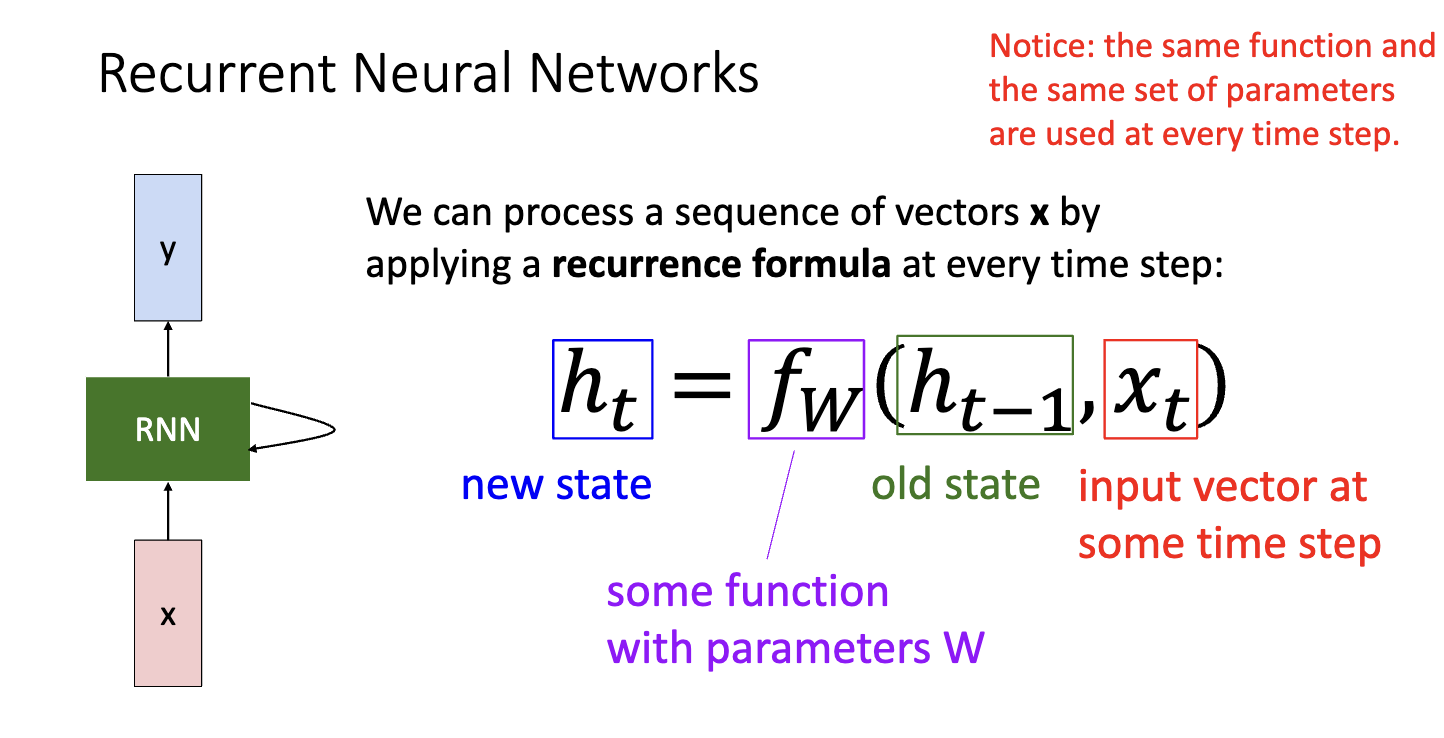 Recurrent Neural Networks
Notice: the same function and
the same set of parameters
are used at every time step.
We can process a sequence of vectors x by
applying a recurrence formula at every time step:
y
RNN
x
h_t = f_W(h_{t-1}, x_t)
new state
old state
input vector at
some time step
some function
with parameters W